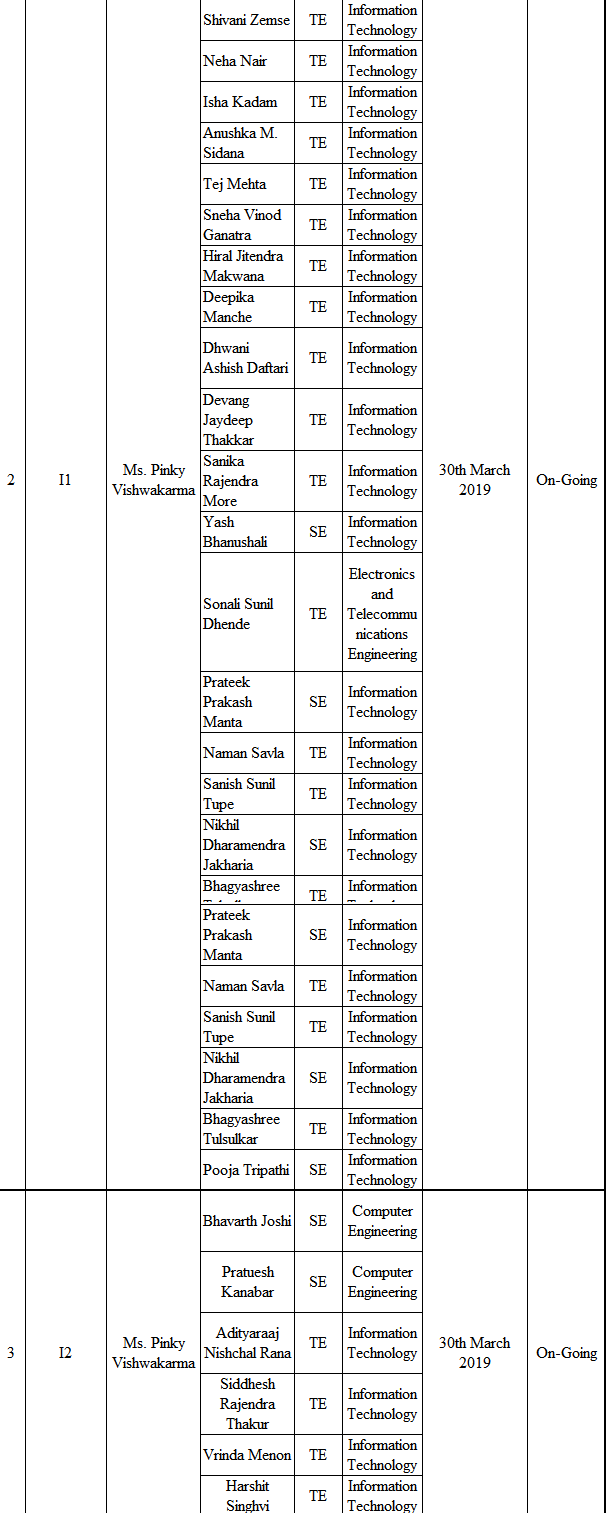 Shivani Zemse TE Information
Technology
Neha Nair TE Information
Technology
Isha Kadam TE Information
Technology
Anushka M.
Sidana TE Information
Technology
Tej Mehta TE Information
Technology
Sneha Vinod
Ganatra TE Information
Technology
Hiral Jitendra
Makwana TE Information
Technology
Deepika
Manche TE Information
Technology
Dhwani
Ashish Daftari TE Information
Technology
Devang
Jaydeep
Thakkar TE Information
Technology
2 I1 Ms. Pinky
Vishwakarma
Sanika
Rajendra
More TE Information
Technology
30th March
2019
On-Going
Yash
Bhanushali SE Information
Technology
Sonali Sunil
Dhende TE Electronics
and
Telecommu
nications
Engineering
Prateek
Prakash
Manta SE Information
Technology
Naman Savla TE Information
Technology
Sanish Sunil
Tupe TE Information
Technology
Nikhil
Dharamendra
Jakharia SE Information
Technology
Bhagyashree
TE Information
Prateek
Prakash
Manta SE Information
Technology
Naman Savla TE Information
Technology
Sanish Sunil
Tupe TE Information
Technology
Nikhil
Dharamendra
Jakharia SE Information
Technology
Bhagyashree
Tulsulkar TE Information
Technology
Pooja Tripathi SE Information
Technology
Bhavarth Joshi SE Computer
Engineering
Pratuesh
Kanabar SE Computer
Engineering
3 I2 Ms. Pinky
Vishwakarma
Adityaraaj
Nishchal Rana TE Information
Technology
30th March
2019
On-Going
Siddhesh
Rajendra
Thakur TE Information
Technology
Vrinda Menon TE Information
Technology
Harshit
Singhvi TE Information
Technology